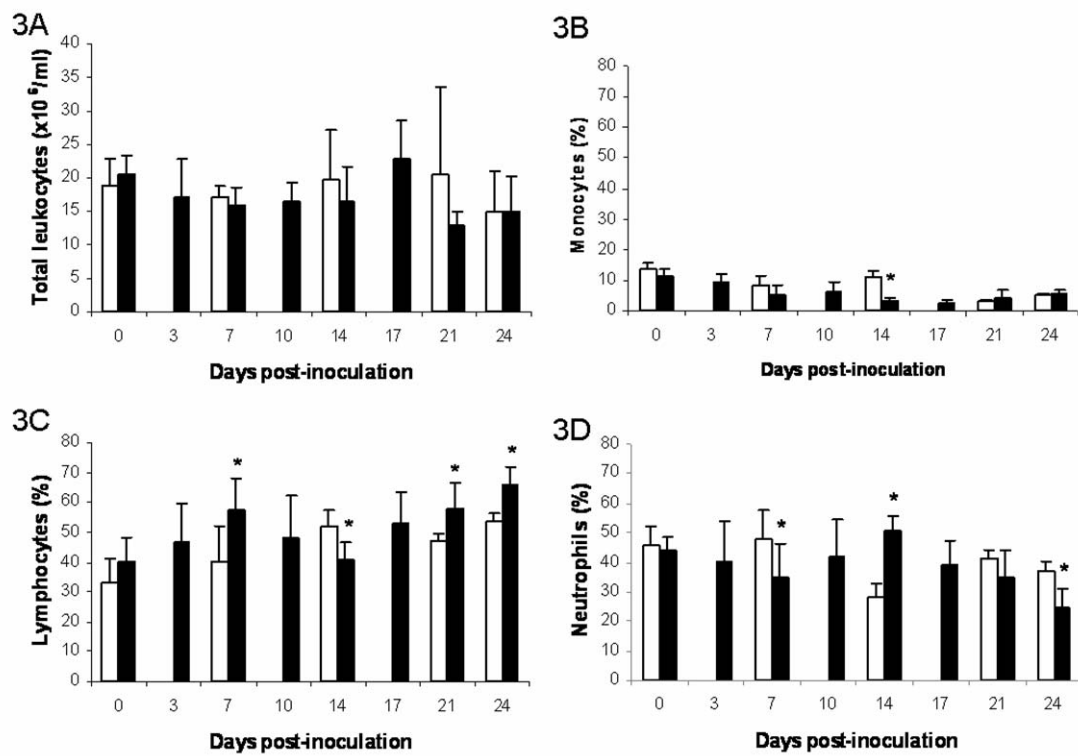 3A
Total leukocytes (x10 ⁶/ml)
40
35
30
25
20
15
10
5
0
0 3 7 10 14 17 21 24
Days post-inoculation
3B
Monocytes (%)
80
70
60
50
40
30
20
10
0
*
0 3 7 10 14 17 21 24
Days post-inoculation
3C
Lymphocytes (%)
80
70
60
50
40
30
20
10
0
* * * *
0 3 7 10 14 17 21 24
Days post-inoculation
3D
Neutrophils (%)
80
70
60
50
40
30
20
10
0
* * *
0 3 7 10 14 17 21 24
Days post-inoculation